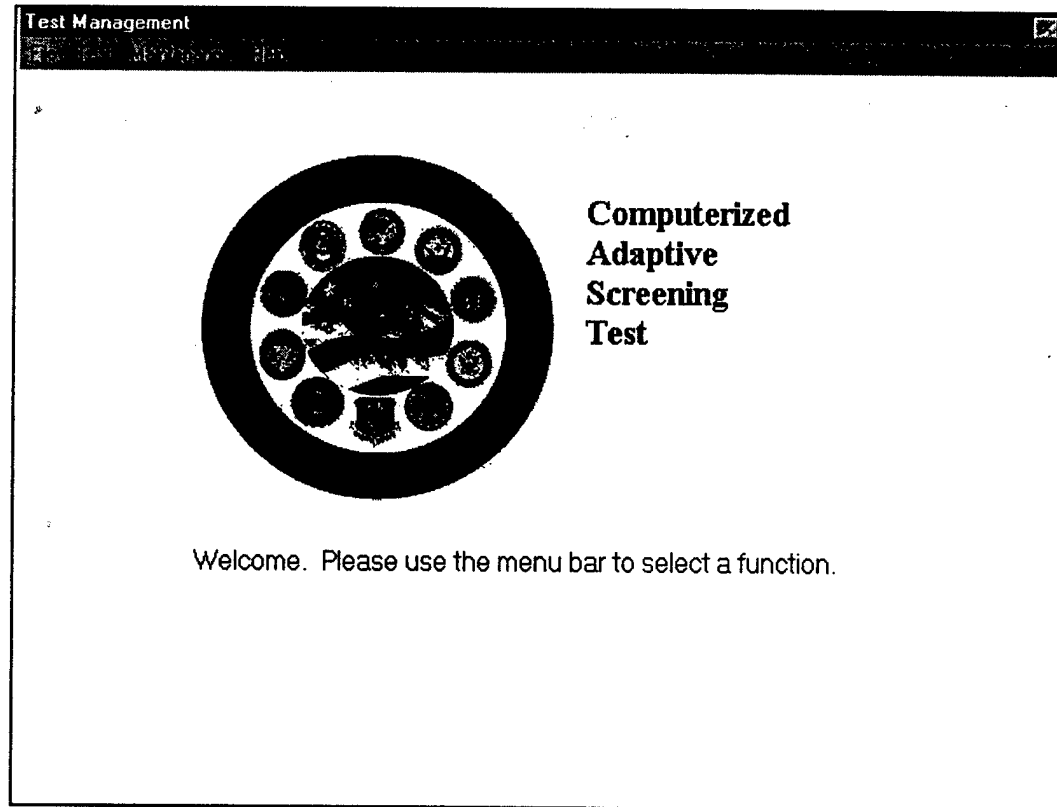 Test Management
Computerized
Adaptive
Screening
Test
Welcome. Please use the menu bar to select a function.